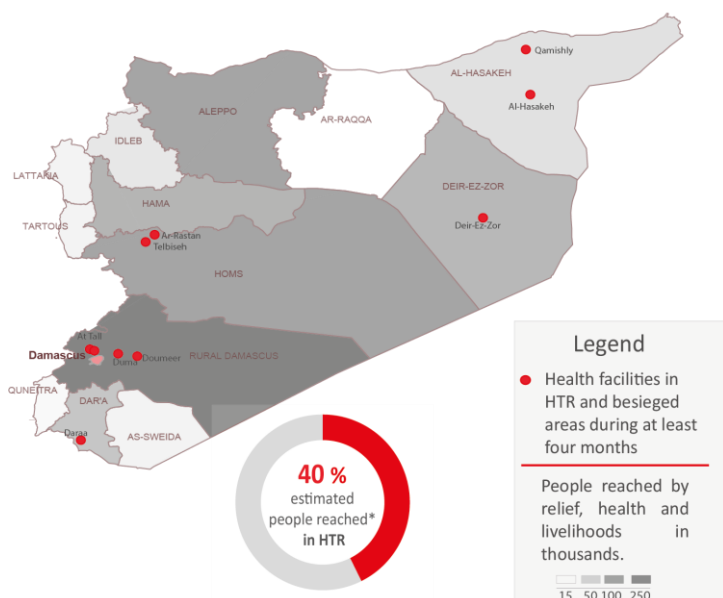 Qamishly
AL-HASAKEH
Al-Hasakeh
ALEPPO
AR-RAQQA
IDLEB
LATTAKIA
DEIR-EZ-ZOR
HAMA
TARTOUS
Deir-Ez-Zor
Ar-Rastan
Telbiseh
HOMS
At Tall
Damascus
Duma
Doumeer
RURAL DAMASCUS
QUNEITRA
DAR'A
Daraa
AS-SWEIDA
40 %
estimated
people reached*
in HTR
Legend
Health facilities in
HTR and besieged
areas during at least
four months
People reached by
relief, health and
livelihoods in
thousands.
15 50 100 250